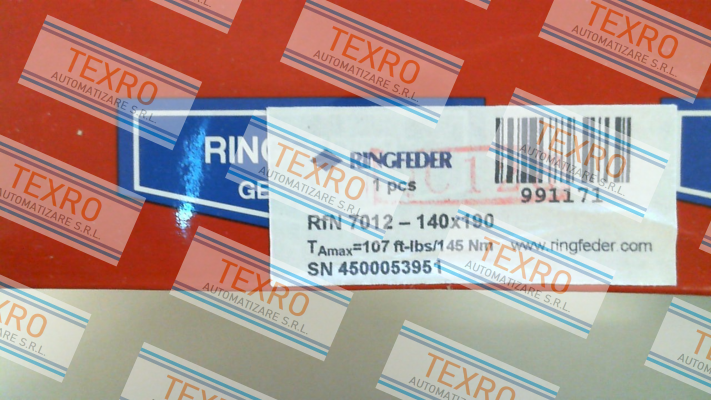 RINGFEDER
1 pcs
991171
RfN 7012 – 140x190
TAmax=107 ft-lbs/145 Nm www.ringfeder com
SN 4500053951
TEXRO
AUTOMATIZARE S.R.L.